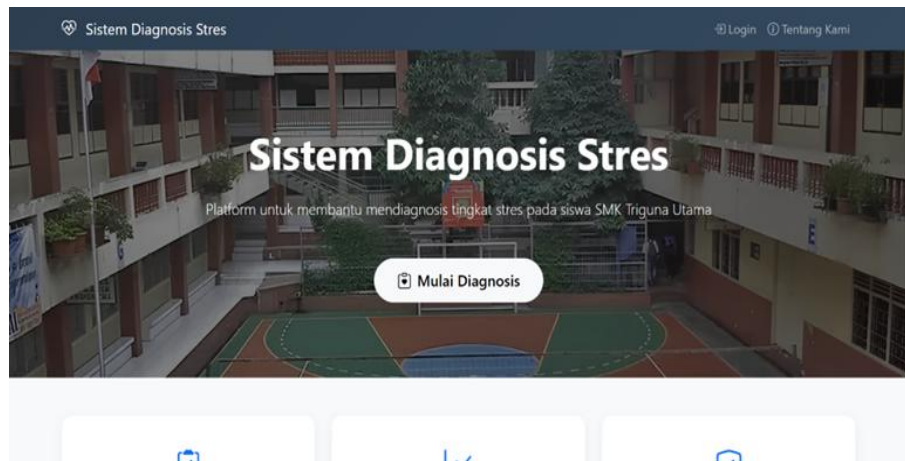 Sistem Diagnosis Stres
Login Tentang Kami
Sistem Diagnosis Stres
Platform untuk membantu mendiagnosis tingkat stres pada siswa SMK Triguna Utama
Mulai Diagnosis
E